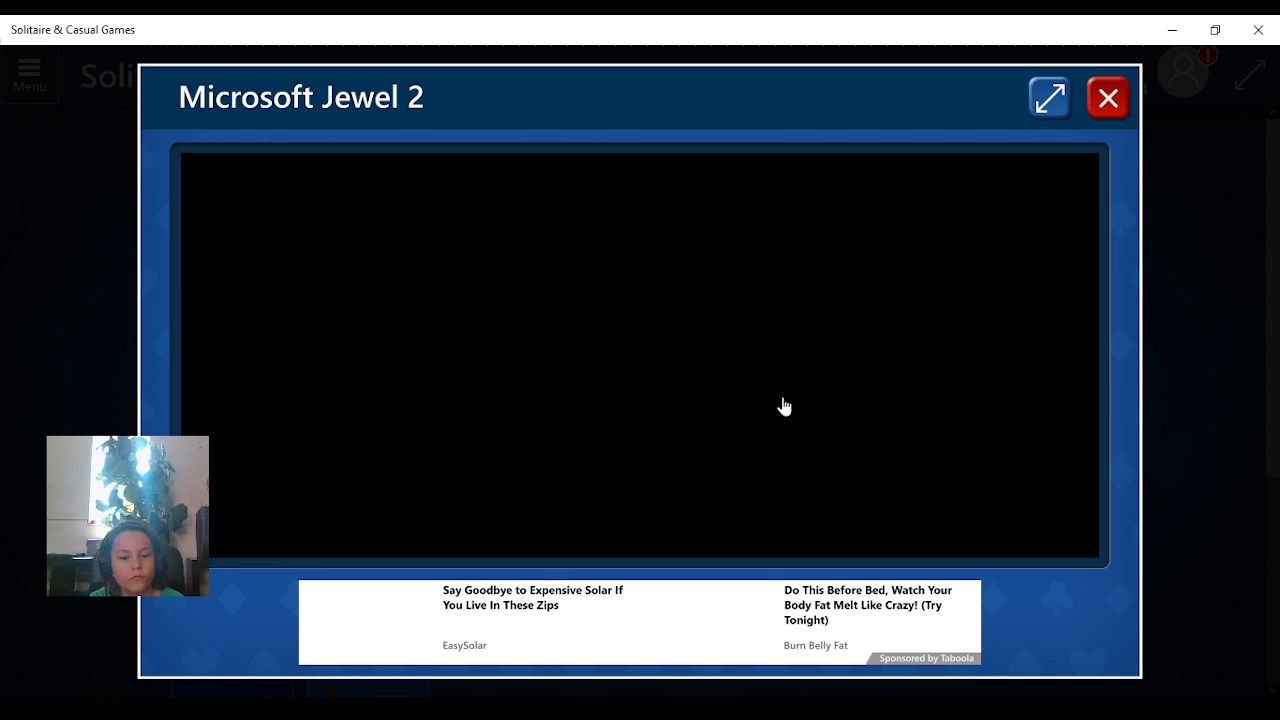 Solitaire & Casual Games
Menu
Soli
Microsoft Jewel 2
Say Goodbye to Expensive Solar If
You Live In These Zips
EasySolar
Do This Before Bed, Watch Your
Body Fat Melt Like Crazy! (Try
Tonight)
Burn Belly Fat
Sponsored by Taboola